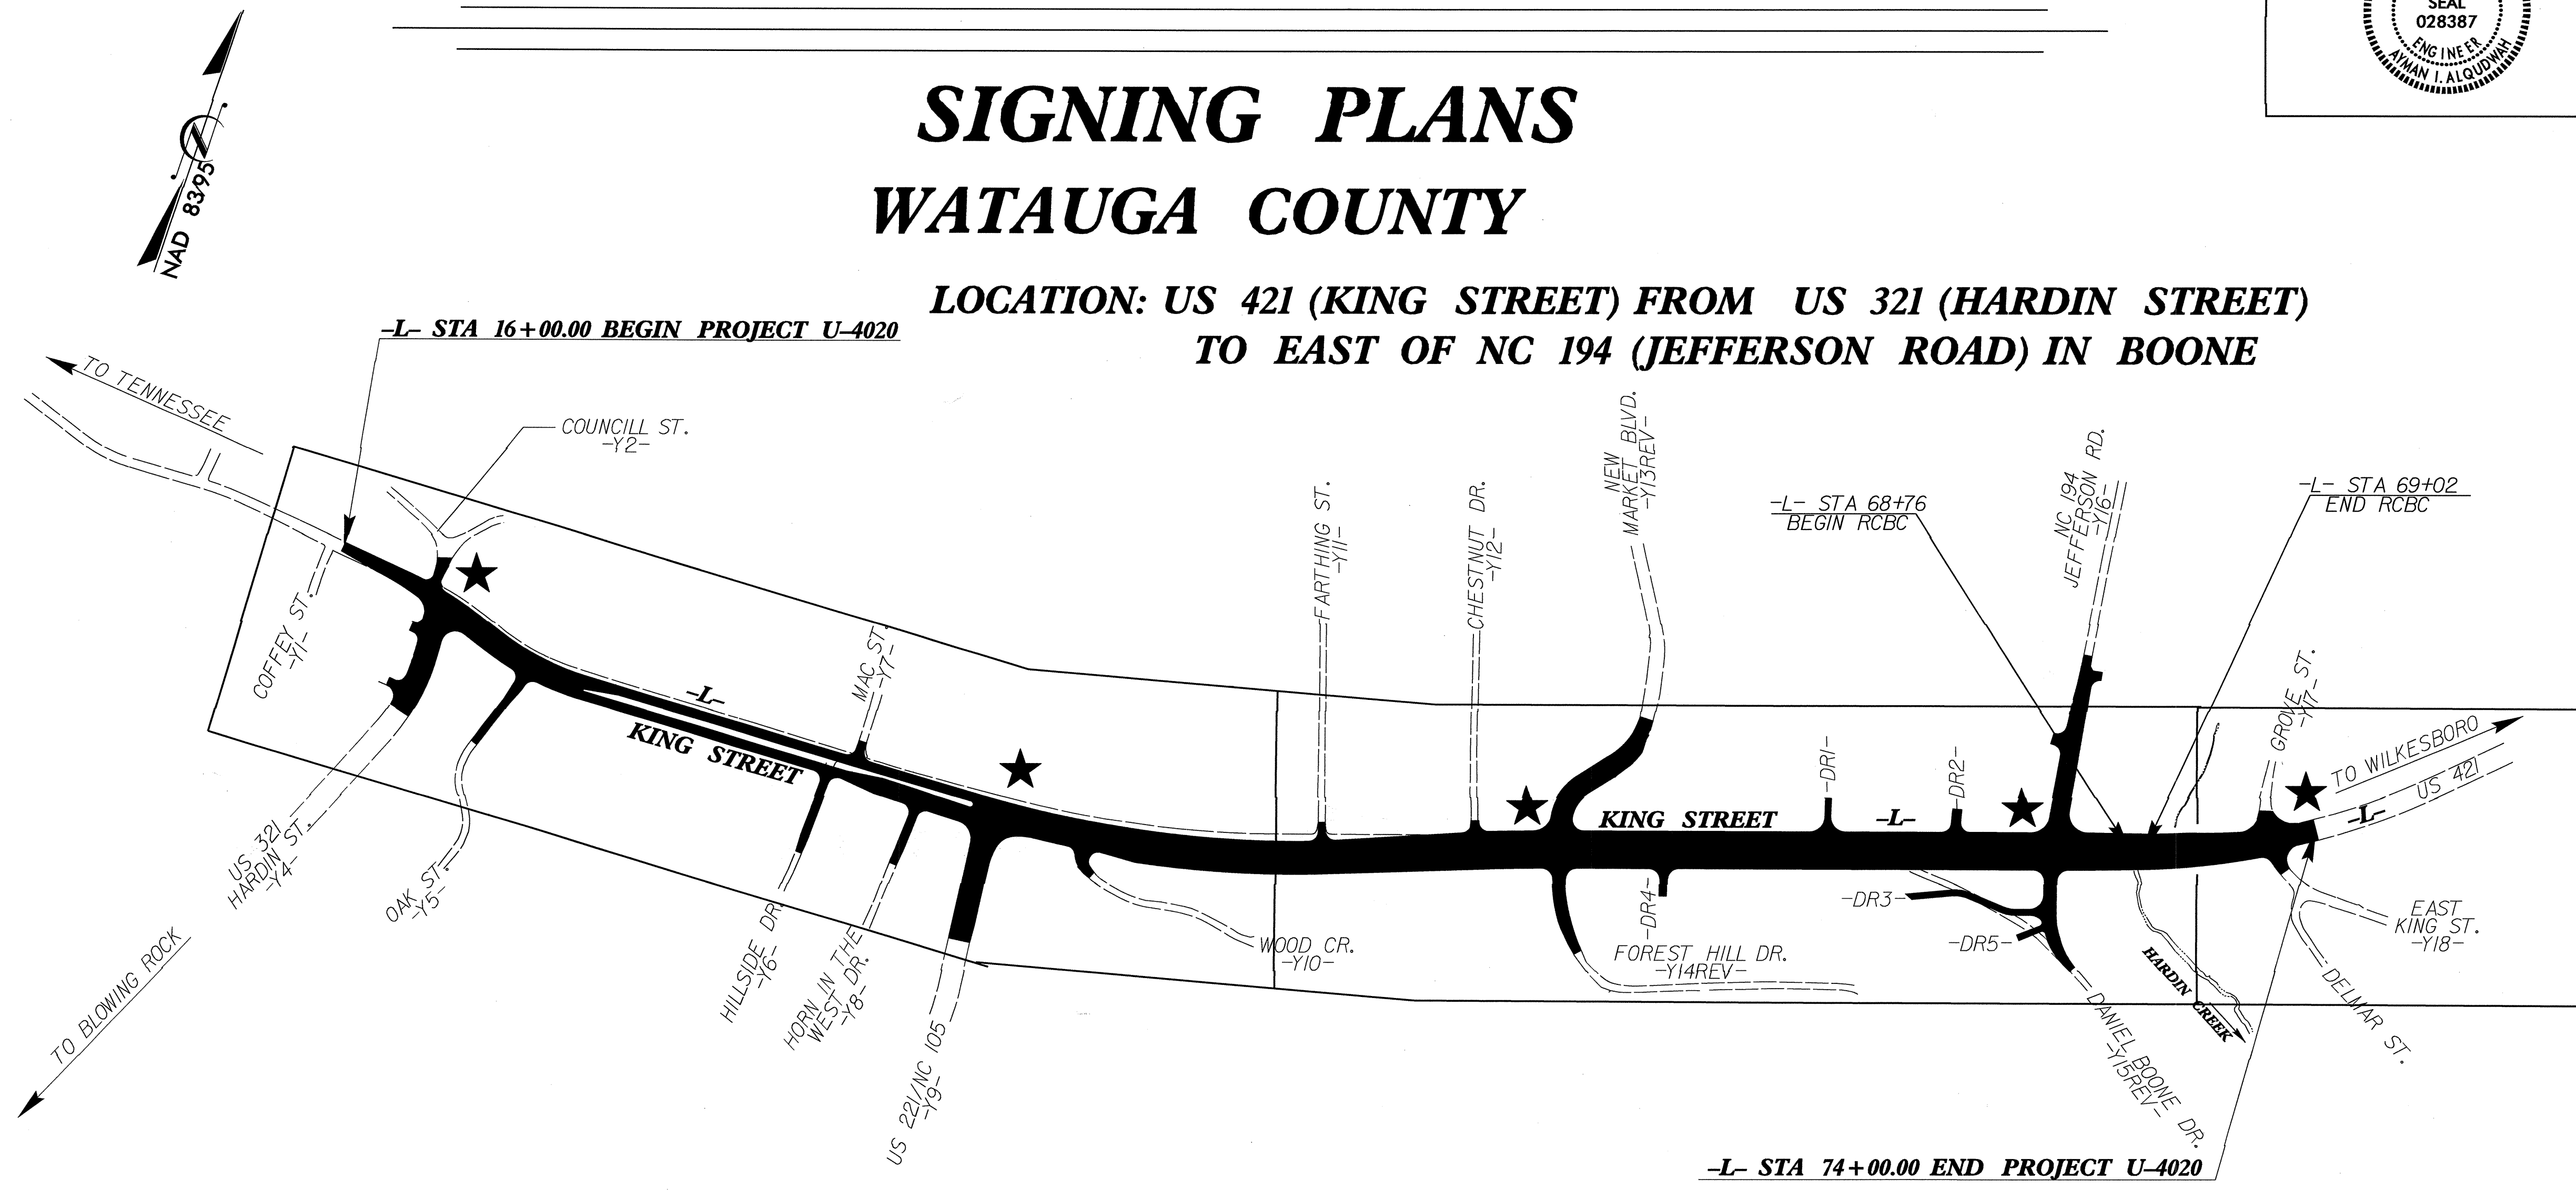 SEAL
028387
ENGINEER
AYMAN I. ALQUDWAH
SIGNING PLANS
WATAUGA COUNTY
NAD 83/95
LOCATION: US 421 (KING STREET) FROM US 321 (HARDIN STREET)
TO EAST OF NC 194 (JEFFERSON ROAD) IN BOONE
-L- STA 16+00.00 BEGIN PROJECT U-4020
TO TENNESSEE
COUNCILL ST.
-Y2-
COFFEY ST.
-Y1-
US 321
HARDIN ST.
-Y4-
OAK ST.
-Y5-
TO BLOWING ROCK
-L-
KING STREET
MAC ST.
-Y7-
HILLSIDE DR.
-Y6-
HORN IN THE
WEST DR.
-Y8-
US 221/NC 105
-Y9-
WOOD CR.
-Y10-
FARTHING ST.
-Y11-
CHESTNUT DR.
-Y12-
NEW
MARKET BLVD.
-Y13REV-
KING STREET
-DR1-
-L-
-DR2-
-DR4-
FOREST HILL DR.
-Y14REV-
-DR3-
-DR5-
-L- STA 68+76
BEGIN RCBC
NC 194
JEFFERSON RD.
-Y16-
-L- STA 69+02
END RCBC
DANIEL BOONE DR.
-Y15REV-
HARDIN CREEK
GROVE ST.
-Y17-
TO WILKESBORO
US 421
-L-
EAST
KING ST.
-Y18-
DELMAR ST.
-L- STA 74+00.00 END PROJECT U-4020